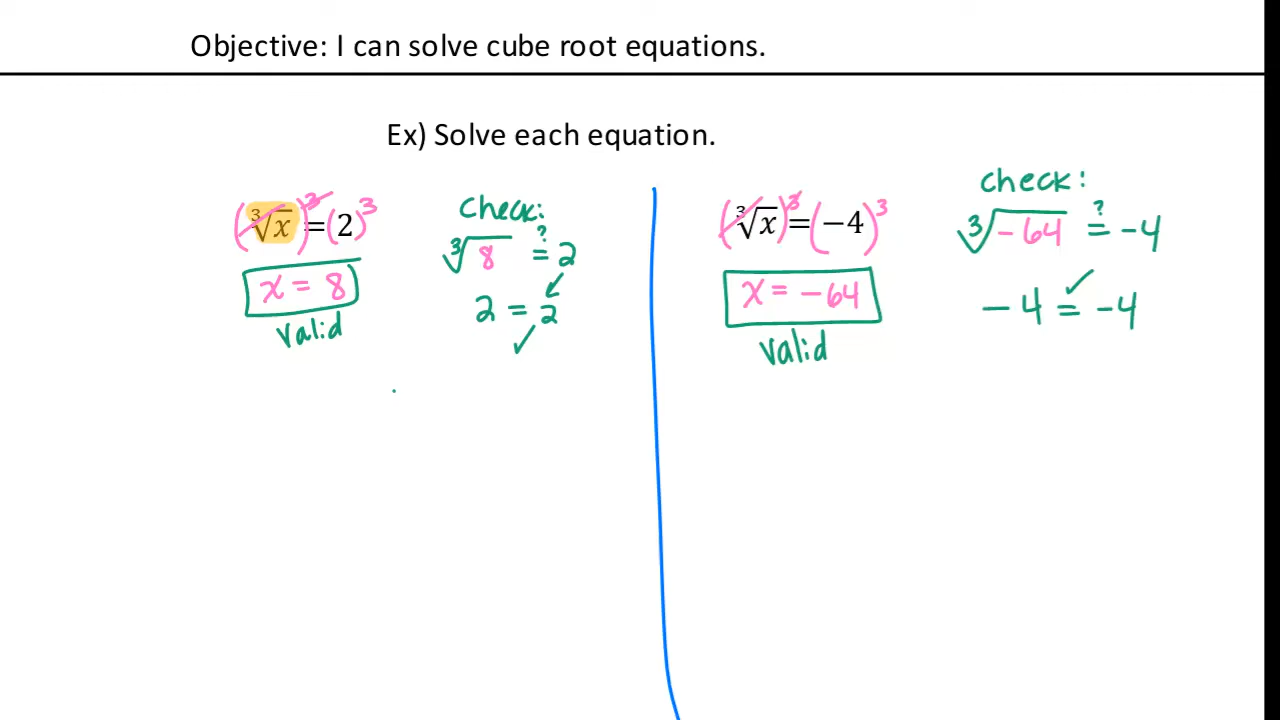 Objective: I can solve cube root equations.
Ex) Solve each equation.
(∛x)³ = (2)³
x = 8
valid
check:
∛8 ≟ 2
2 = 2
✓
(∛x)³ = (−4)³
x = −64
valid
check:
∛−64 ≟ −4
−4 = −4 ✓